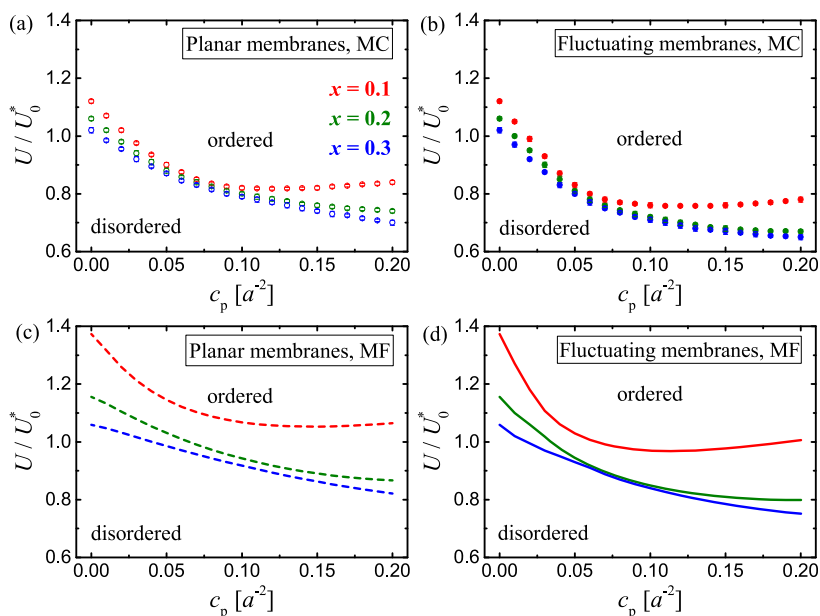 (a)
Planar membranes, MC
x = 0.1
x = 0.2
x = 0.3
ordered
disordered
U / U₀*
1.4
1.2
1.0
0.8
0.6
0.00
0.05
0.10
0.15
0.20
cₚ [a⁻²]
(b)
Fluctuating membranes, MC
ordered
disordered
U / U₀*
1.4
1.2
1.0
0.8
0.6
0.00
0.05
0.10
0.15
0.20
cₚ [a⁻²]
(c)
Planar membranes, MF
ordered
disordered
U / U₀*
1.4
1.2
1.0
0.8
0.6
0.00
0.05
0.10
0.15
0.20
cₚ [a⁻²]
(d)
Fluctuating membranes, MF
ordered
disordered
U / U₀*
1.4
1.2
1.0
0.8
0.6
0.00
0.05
0.10
0.15
0.20
cₚ [a⁻²]